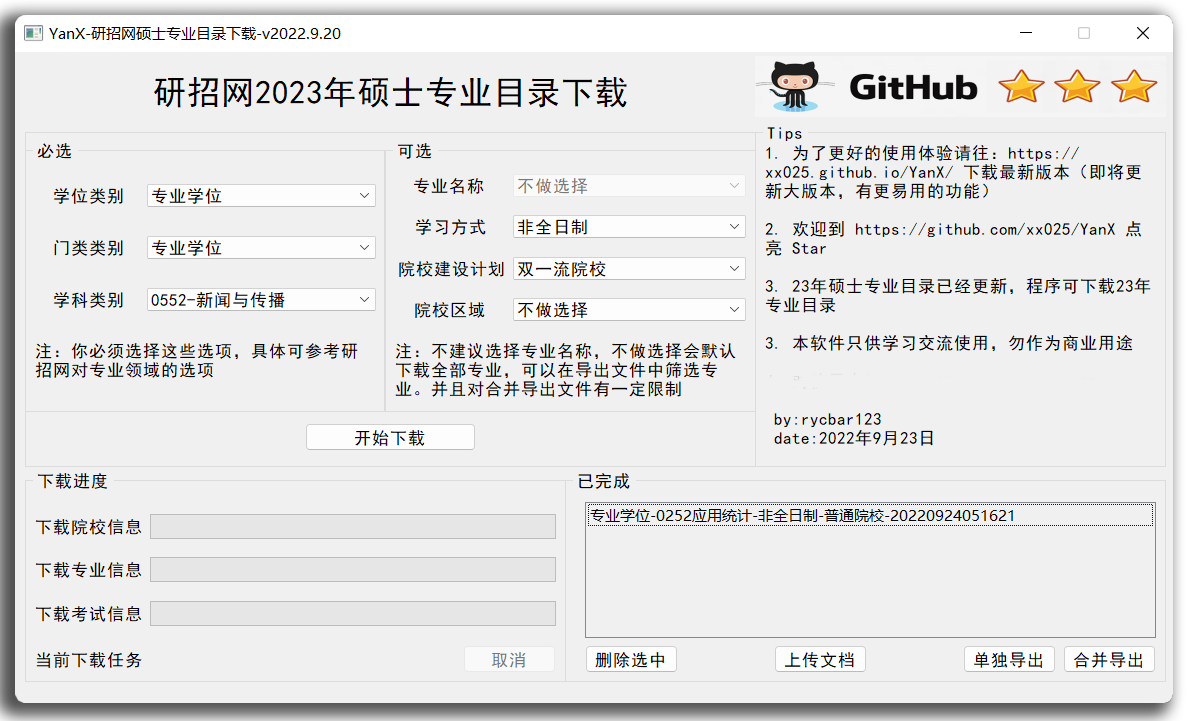 YanX-研招网硕士专业目录下载-v2022.9.20
研招网2023年硕士专业目录下载
GitHub
必选
学位类别
专业学位
门类类别
专业学位
学科类别
0552-新闻与传播
注：你必须选择这些选项，具体可参考研
招网对专业领域的选项
可选
专业名称
不做选择
学习方式
非全日制
院校建设计划
双一流院校
院校区域
不做选择
注：不建议选择专业名称，不做选择会默认
下载全部专业，可以在导出文件中筛选专
业。并且对合并导出文件有一定限制
开始下载
Tips
1. 为了更好的使用体验请往：https://
xx025.github.io/YanX/ 下载最新版本（即将更
新大版本，有更易用的功能）
2. 欢迎到 https://github.com/xx025/YanX 点
亮 Star
3. 23年硕士专业目录已经更新，程序可下载23年
专业目录
3. 本软件只供学习交流使用，勿作为商业用途
by:rycbar123
date:2022年9月23日
下载进度
下载院校信息
下载专业信息
下载考试信息
当前下载任务
取消
已完成
专业学位-0252应用统计-非全日制-普通院校-20220924051621
删除选中
上传文档
单独导出
合并导出